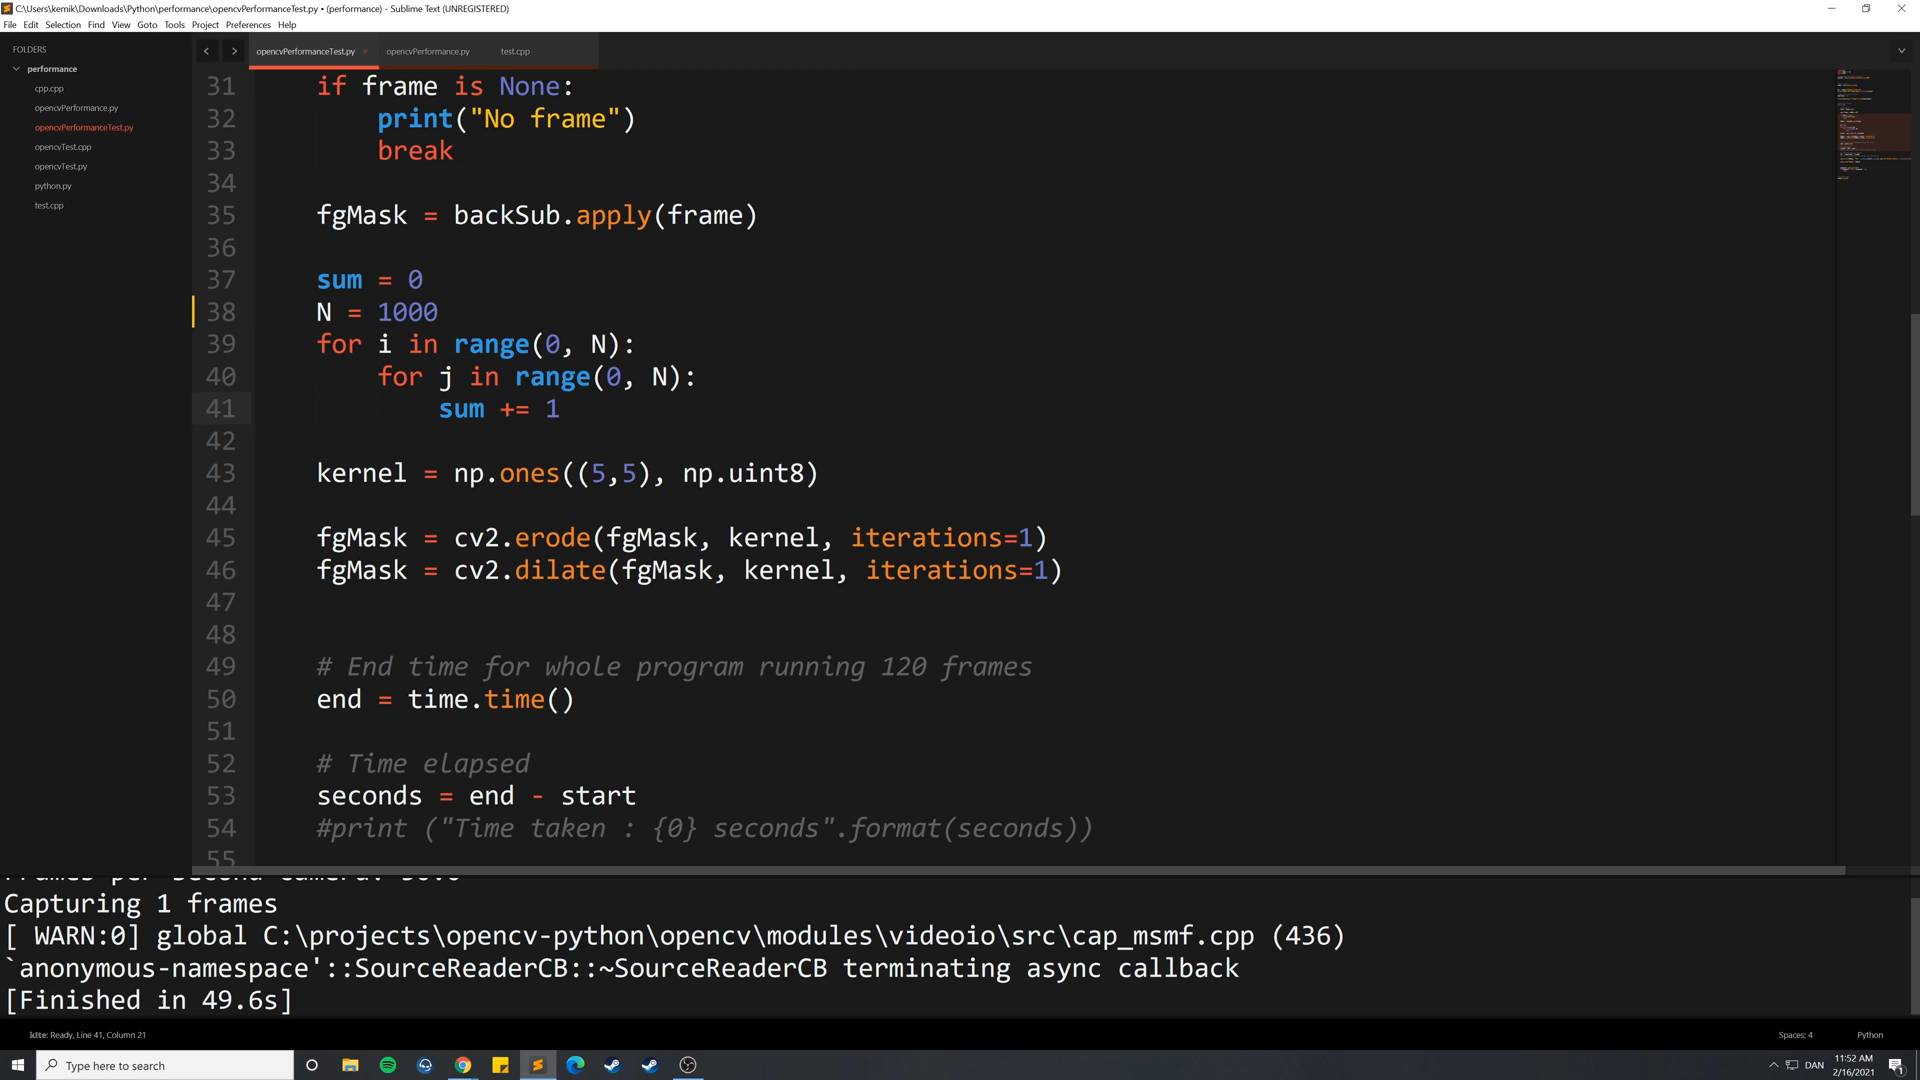 C:\Users\kemik\Downloads\Python\performance\opencvPerformanceTest.py • (performance) - Sublime Text (UNREGISTERED)
File Edit Selection Find View Goto Tools Project Preferences Help
FOLDERS
performance
cpp.cpp
opencvPerformance.py
opencvPerformanceTest.py
opencvTest.cpp
opencvTest.py
python.py
test.cpp
opencvPerformanceTest.py opencvPerformance.py test.cpp
31 if frame is None:
32 print("No frame")
33 break
34
35 fgMask = backSub.apply(frame)
36
37 sum = 0
38 N = 1000
39 for i in range(0, N):
40 for j in range(0, N):
41 sum += 1
42
43 kernel = np.ones((5,5), np.uint8)
44
45 fgMask = cv2.erode(fgMask, kernel, iterations=1)
46 fgMask = cv2.dilate(fgMask, kernel, iterations=1)
47
48
49 # End time for whole program running 120 frames
50 end = time.time()
51
52 # Time elapsed
53 seconds = end - start
54 #print ("Time taken : {0} seconds".format(seconds))
55
Frames per second camera: 30.0
Capturing 1 frames
[ WARN:0] global C:\projects\opencv-python\opencv\modules\videoio\src\cap_msmf.cpp (436)
`anonymous-namespace'::SourceReaderCB::~SourceReaderCB terminating async callback
[Finished in 49.6s]
Ready, Line 41, Column 21
Spaces: 4 Python
Type here to search
DAN
11:52 AM
2/16/2021
1